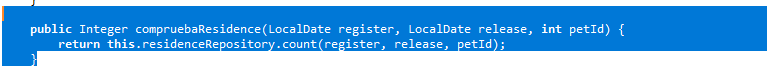 }
public Integer compruebaResidence(LocalDate register, LocalDate release, int petId) {
return this.residenceRepository.count(register, release, petId);
}